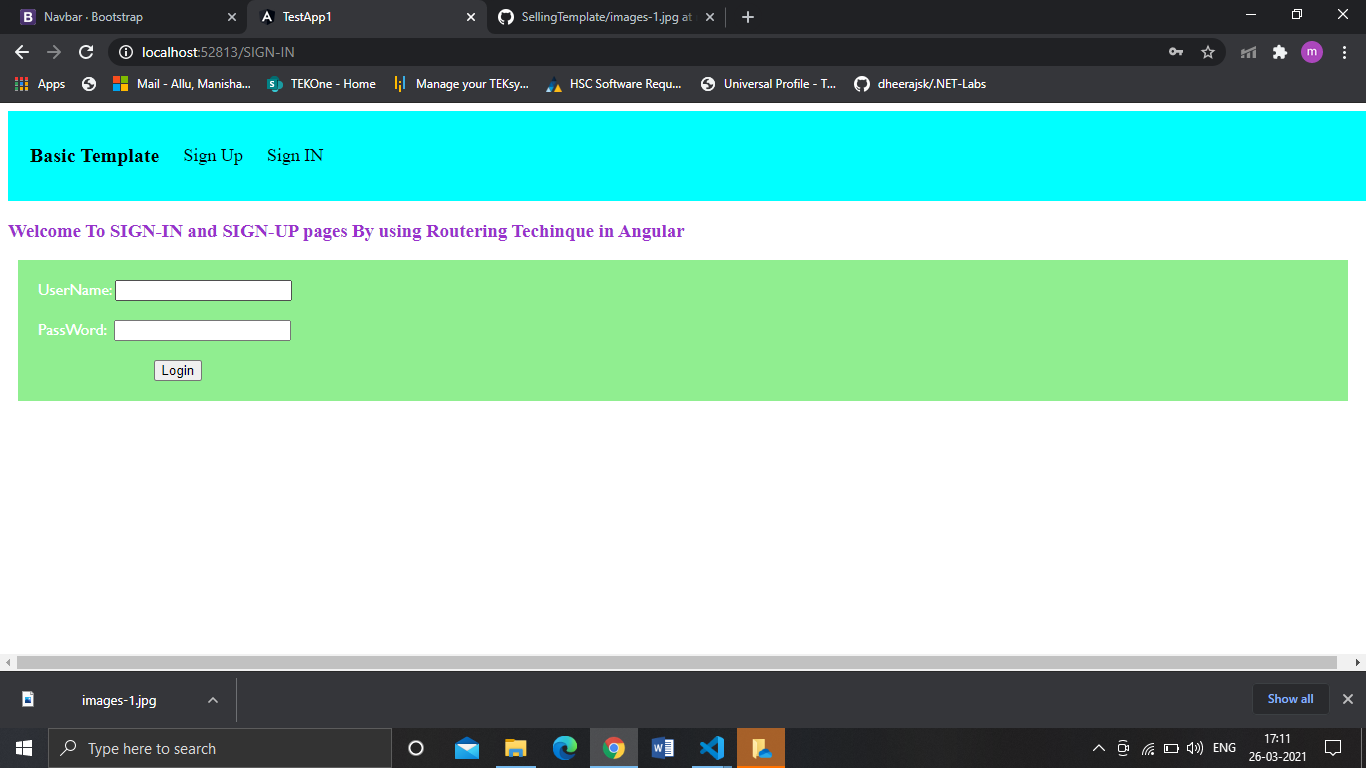 Navbar · Bootstrap
TestApp1
SellingTemplate/images-1.jpg at
localhost:52813/SIGN-IN
m
Apps
Mail - Allu, Manisha...
TEKOne - Home
Manage your TEKsy...
HSC Software Requ...
Universal Profile - T...
dheerajsk/.NET-Labs
Basic Template Sign Up Sign IN
Welcome To SIGN-IN and SIGN-UP pages By using Routering Techinque in Angular
UserName:
PassWord:
Login
images-1.jpg
Show all
Type here to search
ENG
17:11
26-03-2021